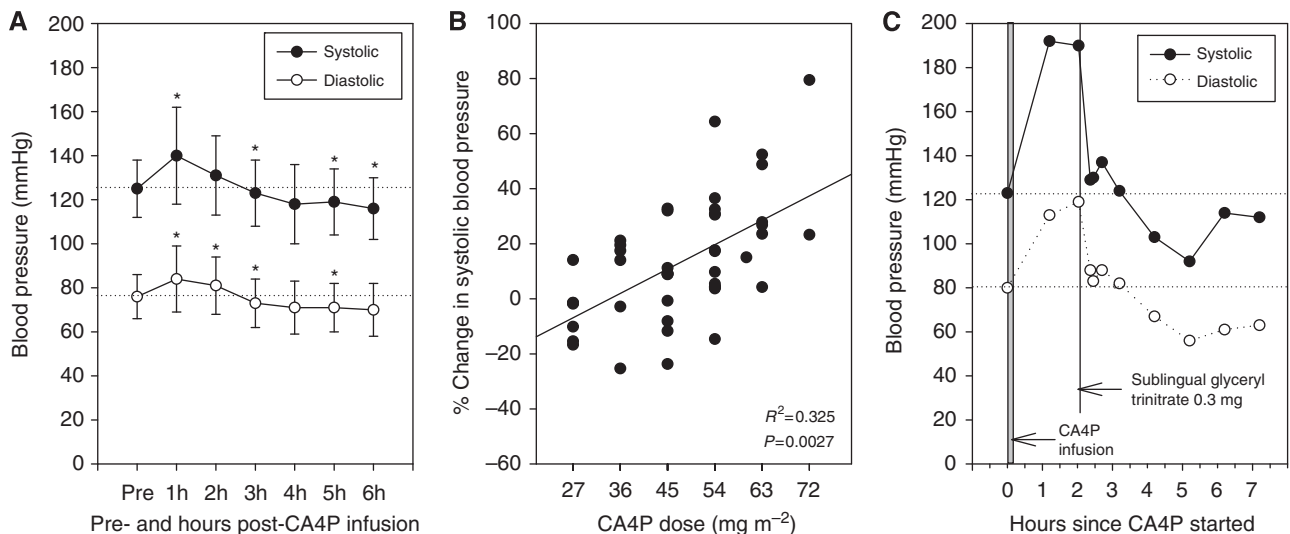 A
Blood pressure (mmHg)
200
180
160
140
120
100
80
60
40
20
0
Systolic
Diastolic
*
*
*
*
*
*
*
*
Pre 1h 2h 3h 4h 5h 6h
Pre- and hours post-CA4P infusion
B
% Change in systolic blood pressure
100
80
60
40
20
0
−20
−40
−60
R²=0.325
P=0.0027
27 36 45 54 63 72
CA4P dose (mg m⁻²)
C
Blood pressure (mmHg)
200
180
160
140
120
100
80
60
40
20
0
Systolic
Diastolic
Sublingual glyceryl
trinitrate 0.3 mg
CA4P
infusion
0 1 2 3 4 5 6 7
Hours since CA4P started